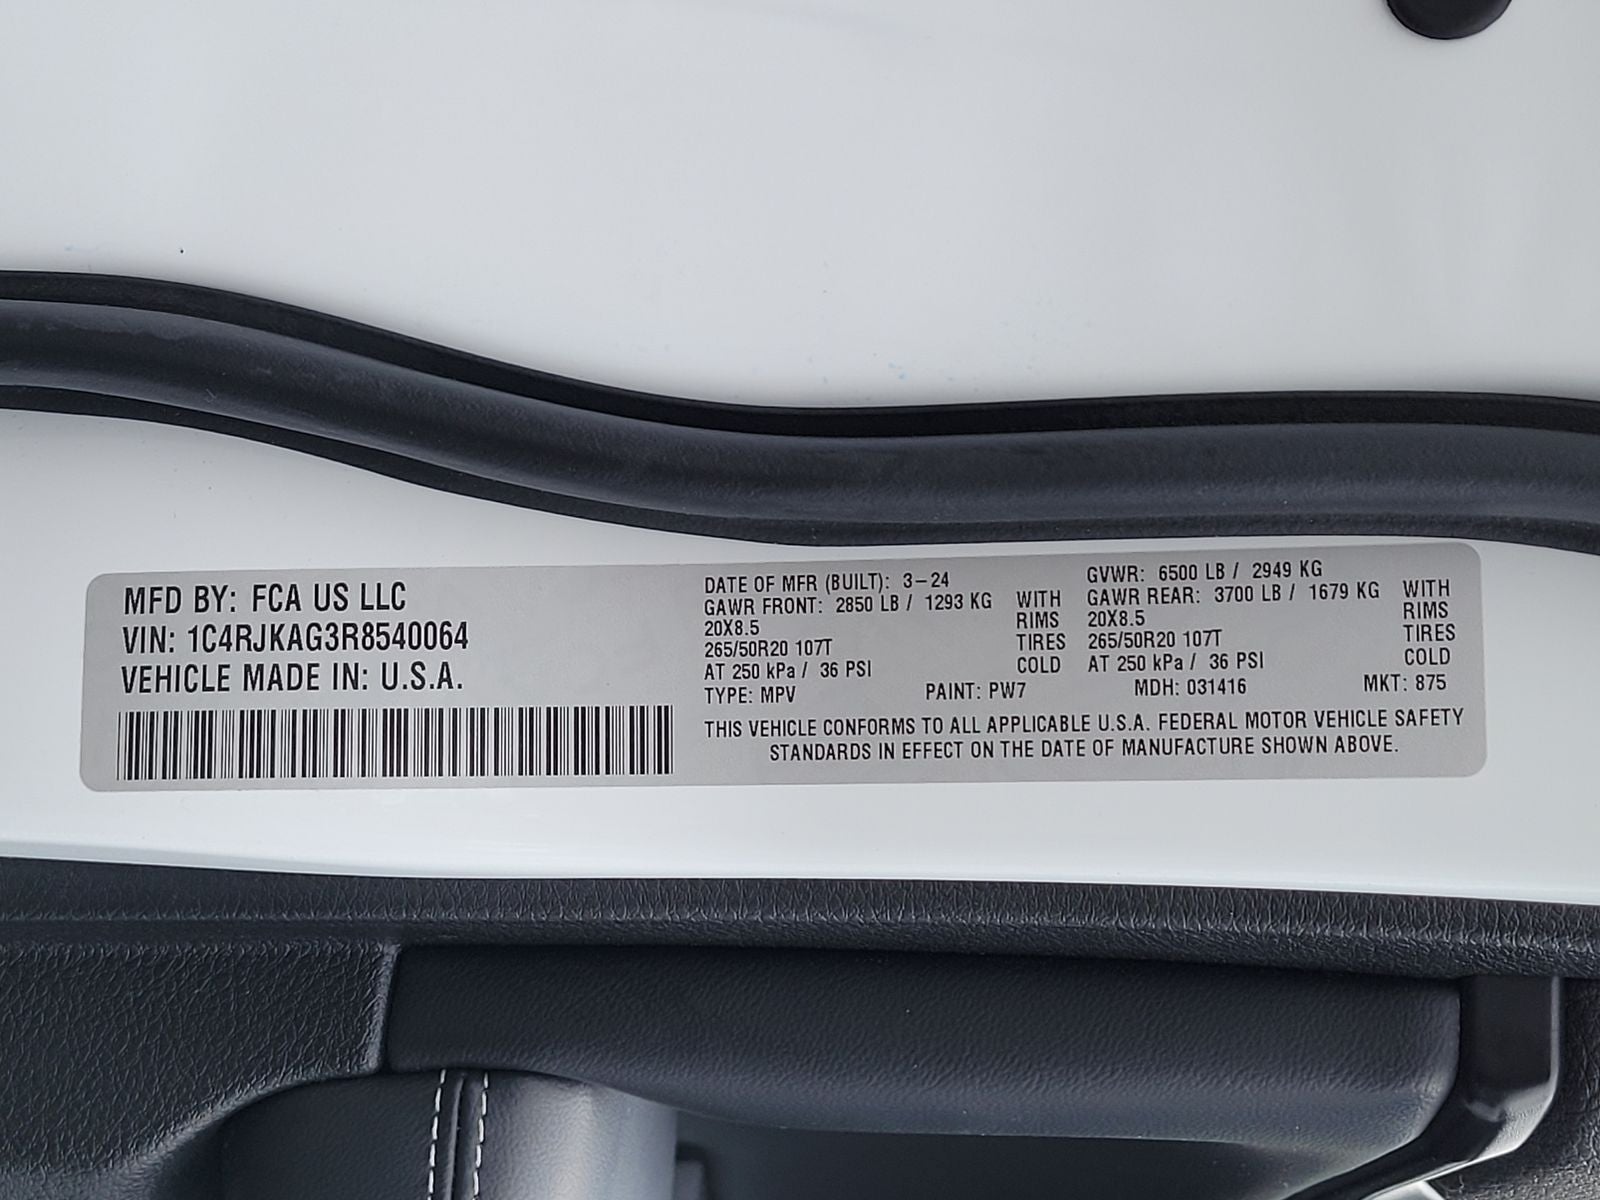 MFD BY: FCA US LLC
VIN: 1C4RJKAG3R8540064
VEHICLE MADE IN: U.S.A.
DATE OF MFR (BUILT): 3-24
GAWR FRONT: 2850 LB / 1293 KG WITH
20X8.5 RIMS
265/50R20 107T TIRES
AT 250 kPa / 36 PSI COLD
GVWR: 6500 LB / 2949 KG
GAWR REAR: 3700 LB / 1679 KG WITH
20X8.5 RIMS
265/50R20 107T TIRES
AT 250 kPa / 36 PSI COLD
TYPE: MPV PAINT: PW7 MDH: 031416 MKT: 875
THIS VEHICLE CONFORMS TO ALL APPLICABLE U.S.A. FEDERAL MOTOR VEHICLE SAFETY
STANDARDS IN EFFECT ON THE DATE OF MANUFACTURE SHOWN ABOVE.